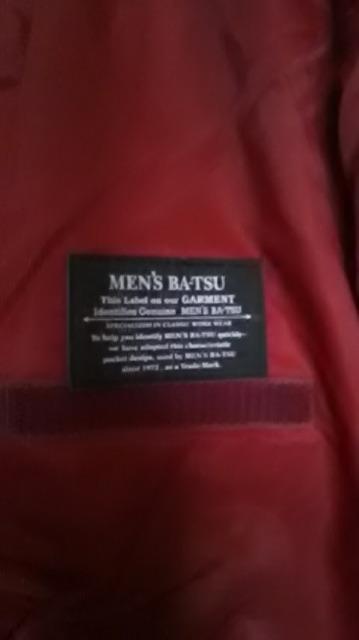 MEN'S BA-TSU
This Label on our GARMENT
Identifies Genuine MEN'S BA-TSU
SPECIALIZED IN CLASSIC WORK WEAR
To help you identify MEN'S BA-TSU quickly-
we have adopted this characteristic
pocket design, used by MEN'S BA-TSU
since 1972, as a Trade Mark.